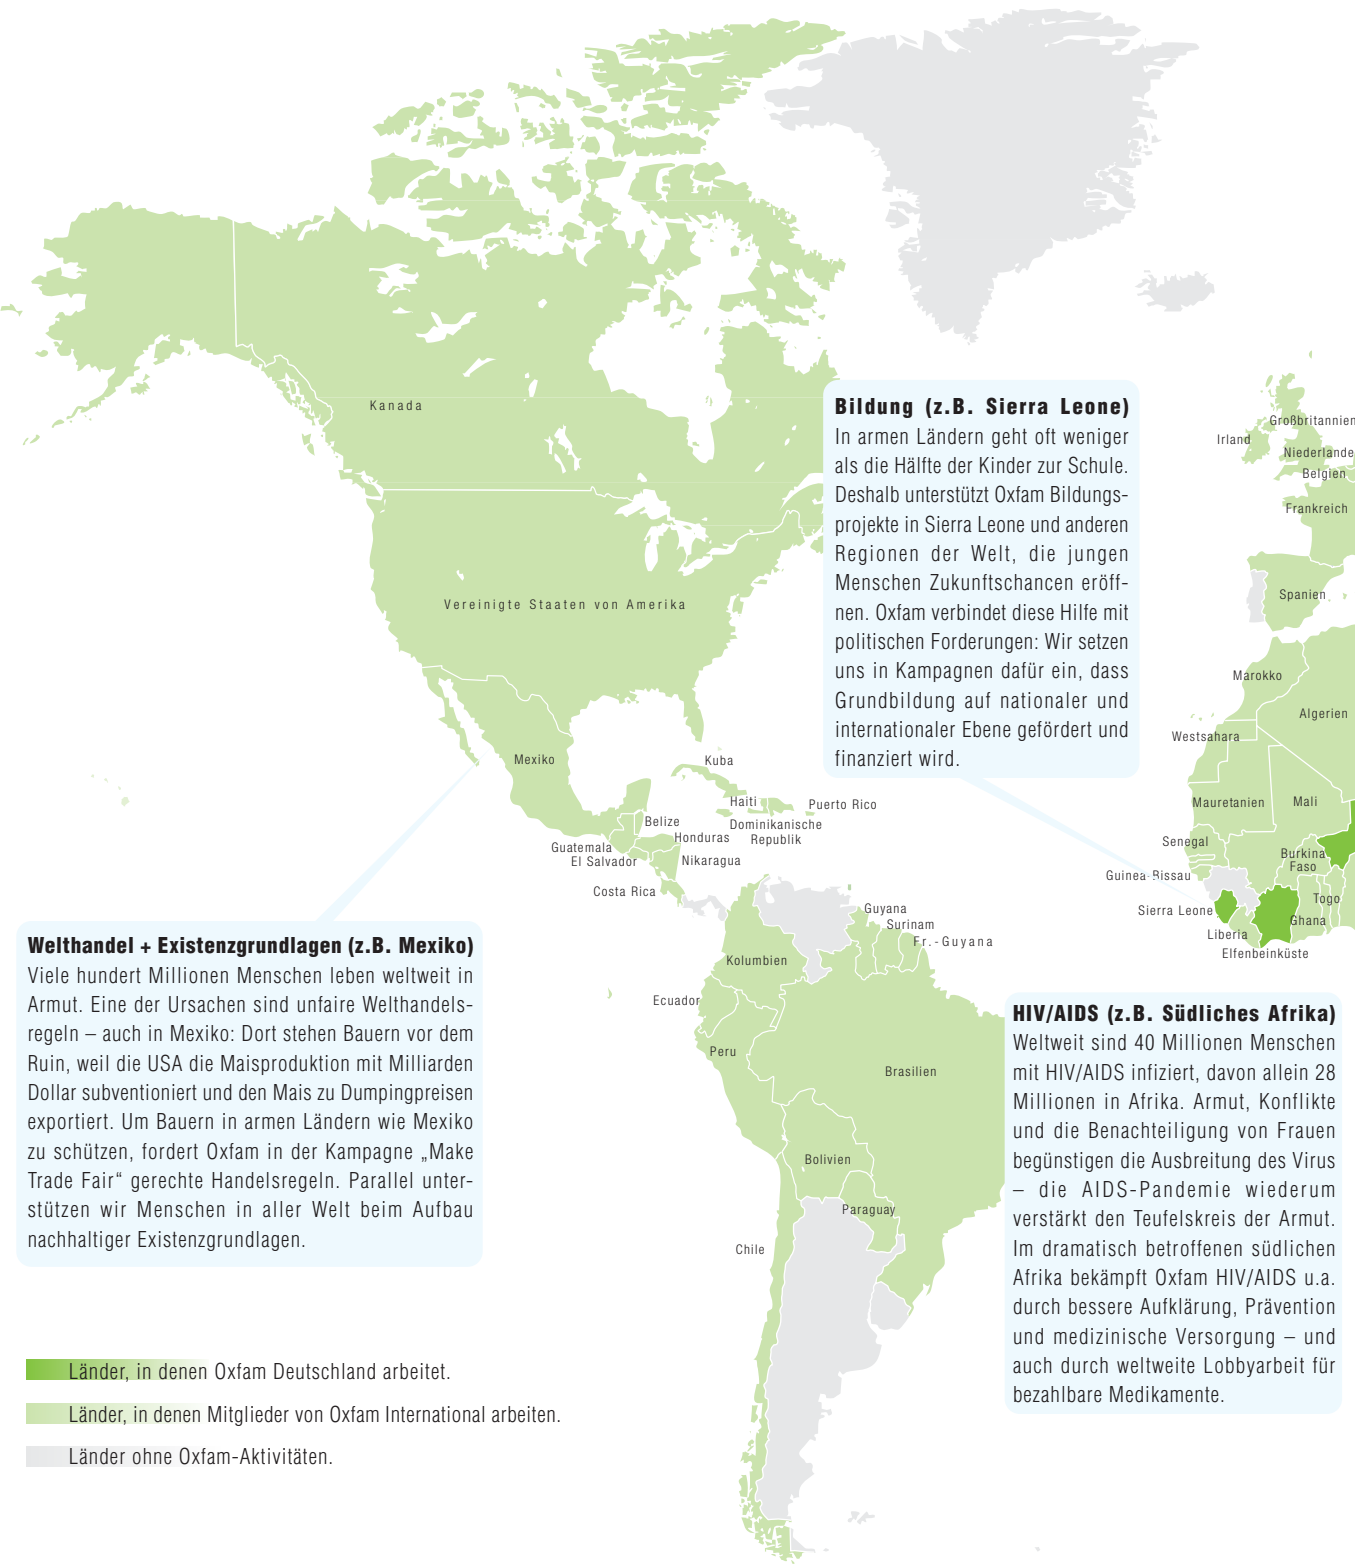 Kanada
Vereinigte Staaten von Amerika
Mexiko
Kuba
Haiti
Puerto Rico
Dominikanische
Republik
Belize
Honduras
Guatemala
El Salvador
Nikaragua
Costa Rica
Guyana
Surinam
Fr.-Guyana
Kolumbien
Ecuador
Peru
Brasilien
Bolivien
Paraguay
Chile
Großbritannien
Irland
Niederlande
Belgien
Frankreich
Spanien
Marokko
Algerien
Westsahara
Mauretanien
Mali
Senegal
Burkina
Faso
Guinea-Bissau
Togo
Sierra Leone
Ghana
Liberia
Elfenbeinküste
Bildung (z.B. Sierra Leone)
In armen Ländern geht oft weniger
als die Hälfte der Kinder zur Schule.
Deshalb unterstützt Oxfam Bildungs-
projekte in Sierra Leone und anderen
Regionen der Welt, die jungen
Menschen Zukunftschancen eröff-
nen. Oxfam verbindet diese Hilfe mit
politischen Forderungen: Wir setzen
uns in Kampagnen dafür ein, dass
Grundbildung auf nationaler und
internationaler Ebene gefördert und
finanziert wird.
Welthandel + Existenzgrundlagen (z.B. Mexiko)
Viele hundert Millionen Menschen leben weltweit in
Armut. Eine der Ursachen sind unfaire Welthandels-
regeln – auch in Mexiko: Dort stehen Bauern vor dem
Ruin, weil die USA die Maisproduktion mit Milliarden
Dollar subventioniert und den Mais zu Dumpingpreisen
exportiert. Um Bauern in armen Ländern wie Mexiko
zu schützen, fordert Oxfam in der Kampagne „Make
Trade Fair“ gerechte Handelsregeln. Parallel unter-
stützen wir Menschen in aller Welt beim Aufbau
nachhaltiger Existenzgrundlagen.
HIV/AIDS (z.B. Südliches Afrika)
Weltweit sind 40 Millionen Menschen
mit HIV/AIDS infiziert, davon allein 28
Millionen in Afrika. Armut, Konflikte
und die Benachteiligung von Frauen
begünstigen die Ausbreitung des Virus
– die AIDS-Pandemie wiederum
verstärkt den Teufelskreis der Armut.
Im dramatisch betroffenen südlichen
Afrika bekämpft Oxfam HIV/AIDS u.a.
durch bessere Aufklärung, Prävention
und medizinische Versorgung – und
auch durch weltweite Lobbyarbeit für
bezahlbare Medikamente.
Länder, in denen Oxfam Deutschland arbeitet.
Länder, in denen Mitglieder von Oxfam International arbeiten.
Länder ohne Oxfam-Aktivitäten.